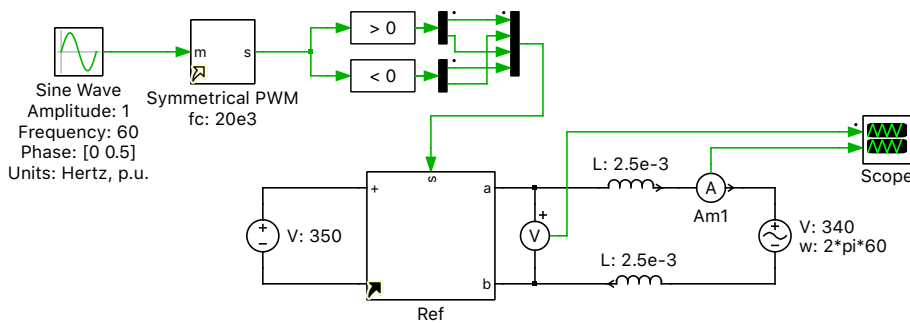 > 0
m
s
< 0
Sine Wave
Amplitude: 1
Frequency: 60
Phase: [0 0.5]
Units: Hertz, p.u.
Symmetrical PWM
fc: 20e3
L: 2.5e-3
Scope
s
+
a
A
Am1
V: 350
+
V
V: 340
w: 2*pi*60
L: 2.5e-3
b
Ref